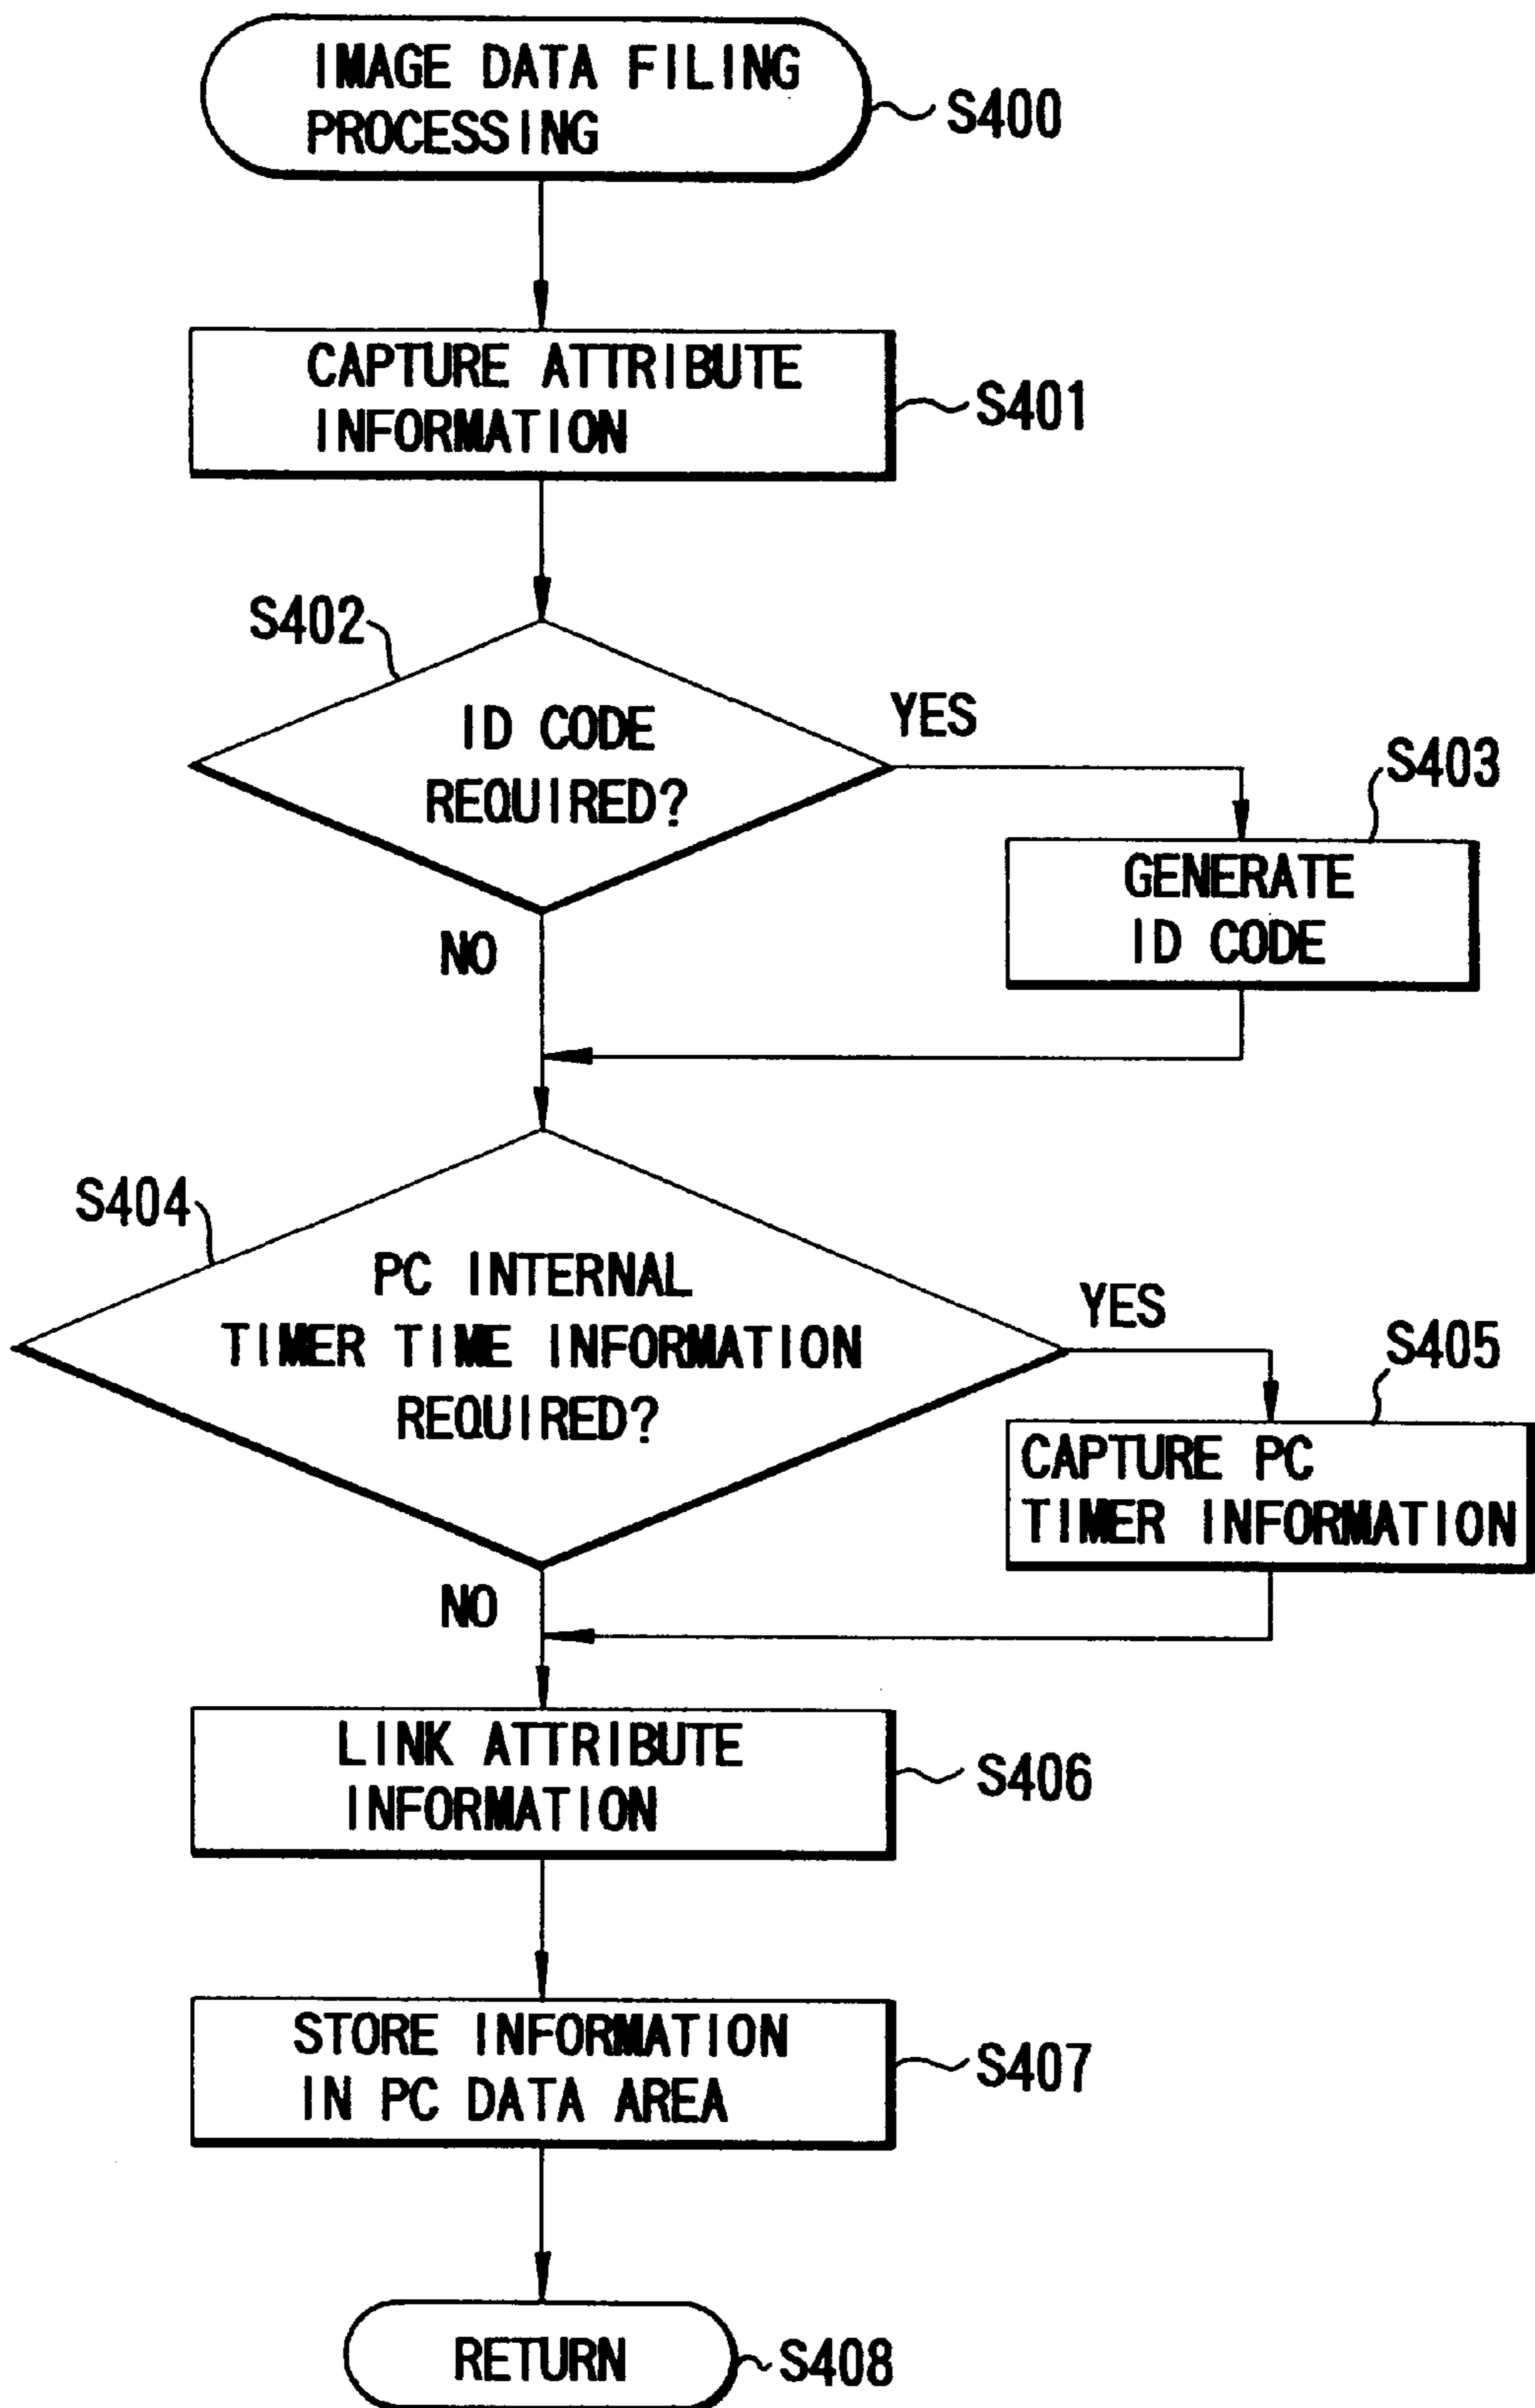 IMAGE DATA FILING
PROCESSING
S400
CAPTURE ATTRIBUTE
INFORMATION
S401
S402
ID CODE
REQUIRED?
YES
NO
S403
GENERATE
ID CODE
S404
PC INTERNAL
TIMER TIME INFORMATION
REQUIRED?
YES
NO
S405
CAPTURE PC
TIMER INFORMATION
LINK ATTRIBUTE
INFORMATION
S406
STORE INFORMATION
IN PC DATA AREA
S407
RETURN
S408